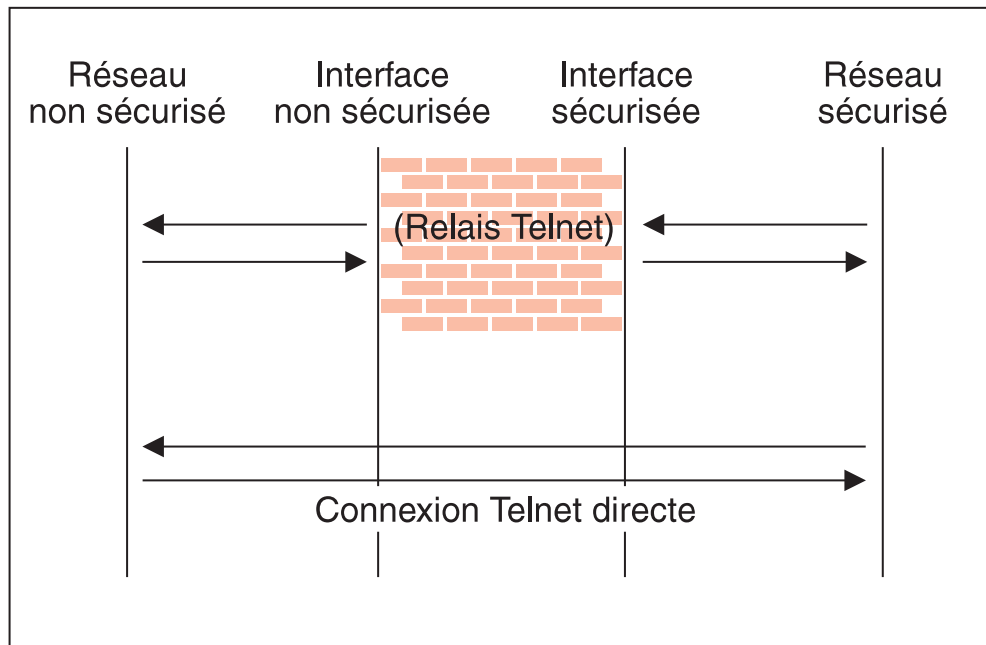 Réseau
non sécurisé
Interface
non sécurisée
Interface
sécurisée
Réseau
sécurisé
(Relais Telnet)
Connexion Telnet directe